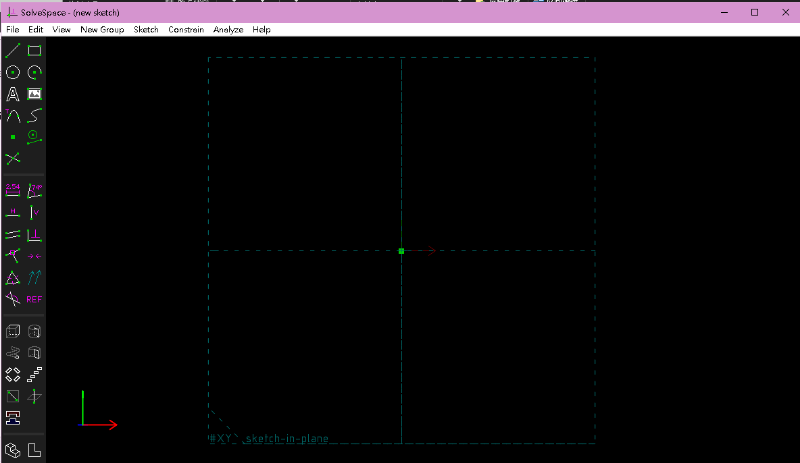 SolveSpace - (new sketch)
File Edit View New Group Sketch Constrain Analyze Help
2.54
H V
REF
#XY sketch-in-plane